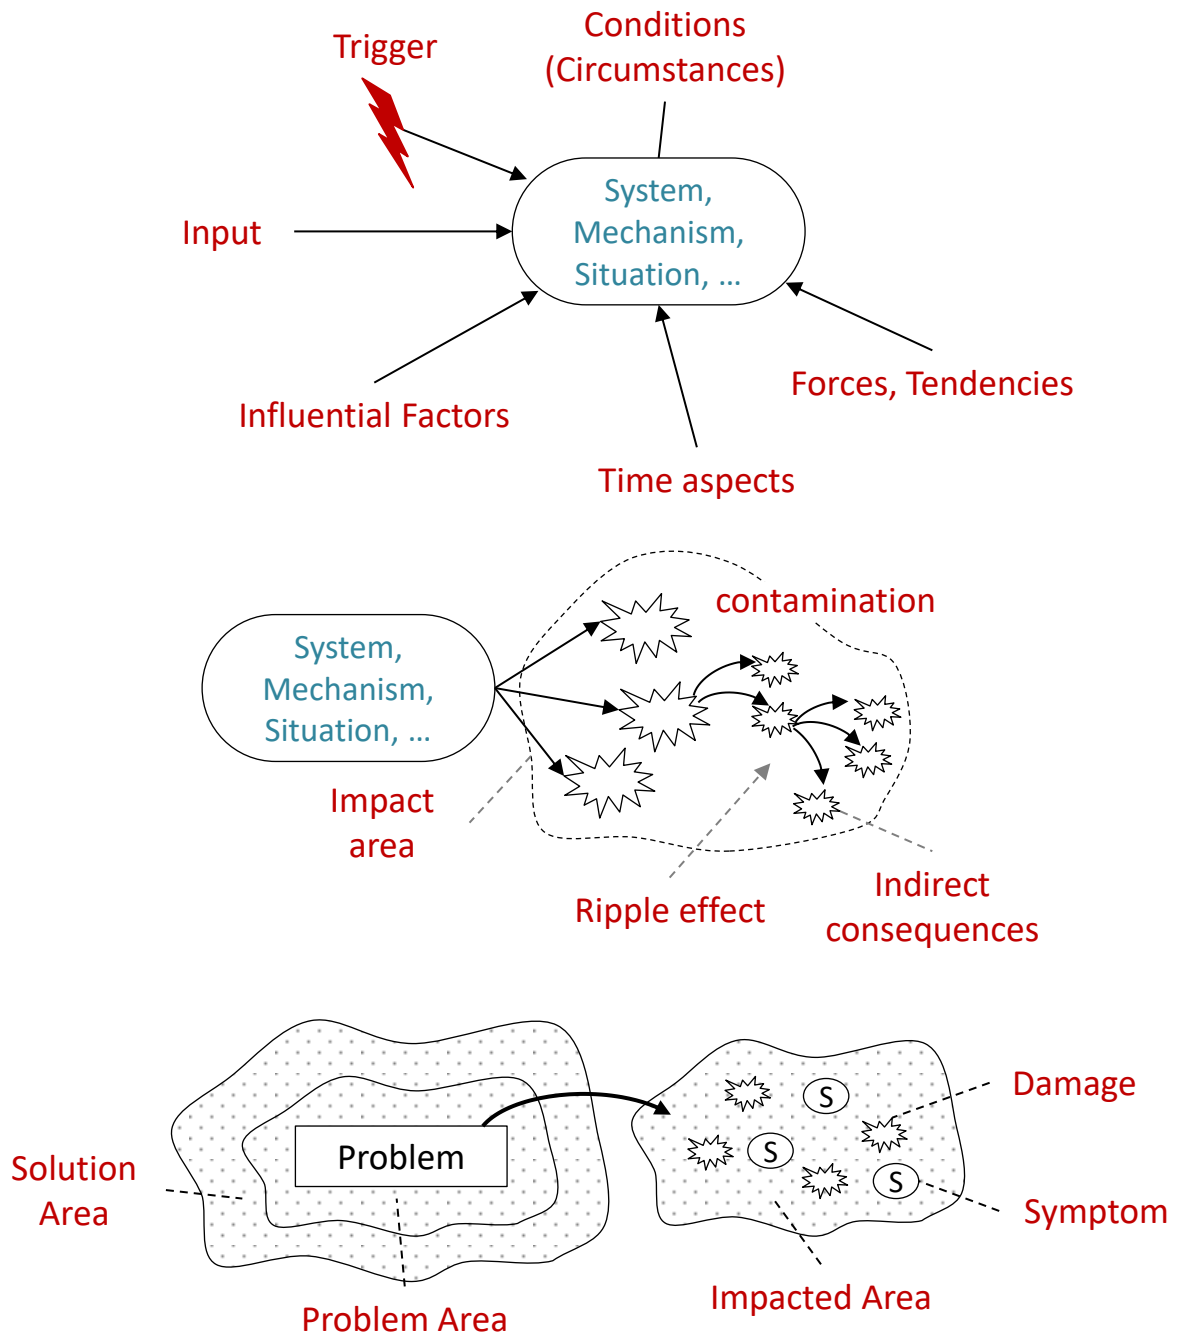 Conditions
(Circumstances)
Trigger
System,
Mechanism,
Situation, ...
Input
Forces, Tendencies
Influential Factors
Time aspects
contamination
System,
Mechanism,
Situation, ...
Impact
area
Ripple effect
Indirect
consequences
Damage
S
Problem
S
S
Solution
Area
Symptom
Problem Area
Impacted Area